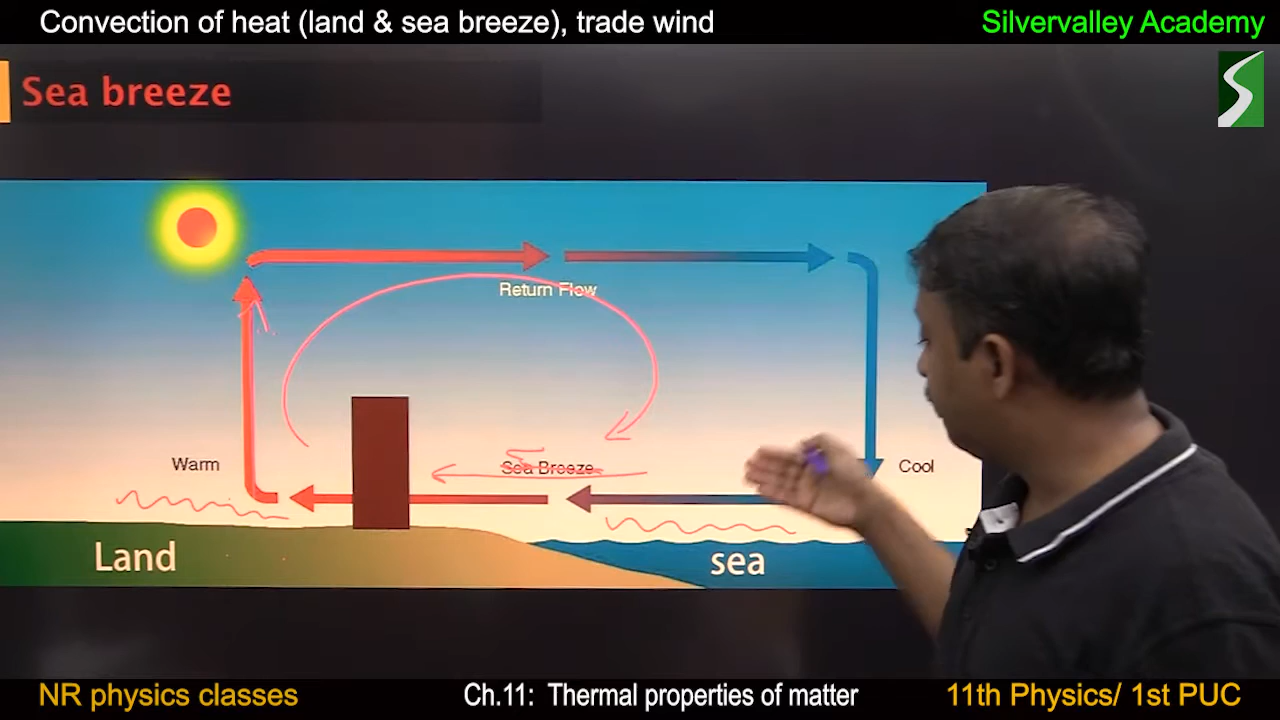 Convection of heat (land & sea breeze), trade wind
Silvervalley Academy
Sea breeze
Return Flow
Warm
Sea Breeze
Cool
Land
sea
NR physics classes
Ch.11: Thermal properties of matter
11th Physics/ 1st PUC